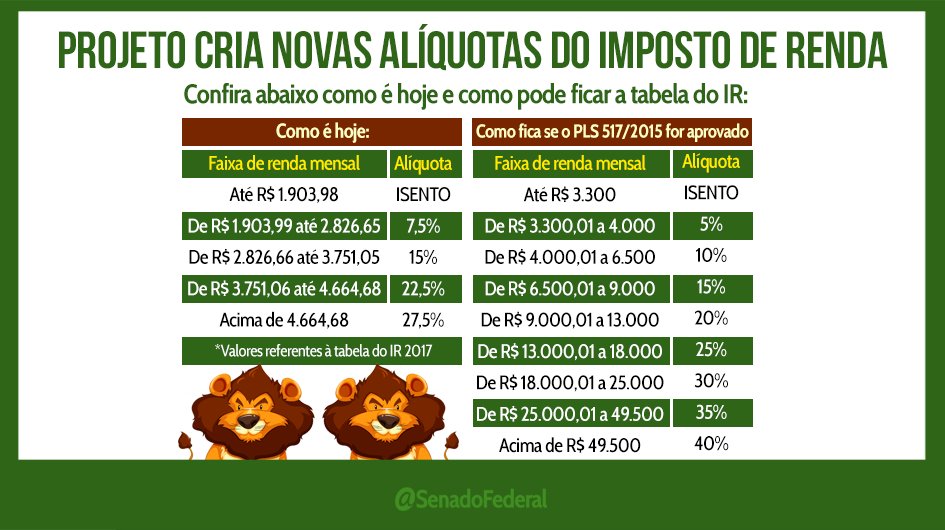 PROJETO CRIA NOVAS ALÍQUOTAS DO IMPOSTO DE RENDA
Confira abaixo como é hoje e como pode ficar a tabela do IR:
Como é hoje:
Faixa de renda mensal Alíquota
Até R$ 1.903,98 ISENTO
De R$ 1.903,99 até 2.826,65 7,5%
De R$ 2.826,66 até 3.751,05 15%
De R$ 3.751,06 até 4.664,68 22,5%
Acima de 4.664,68 27,5%
*Valores referentes à tabela do IR 2017
Como fica se o PLS 517/2015 for aprovado
Faixa de renda mensal Alíquota
Até R$ 3.300 ISENTO
De R$ 3.300,01 a 4.000 5%
De R$ 4.000,01 a 6.500 10%
De R$ 6.500,01 a 9.000 15%
De R$ 9.000,01 a 13.000 20%
De R$ 13.000,01 a 18.000 25%
De R$ 18.000,01 a 25.000 30%
De R$ 25.000,01 a 49.500 35%
Acima de R$ 49.500 40%
@SenadoFederal